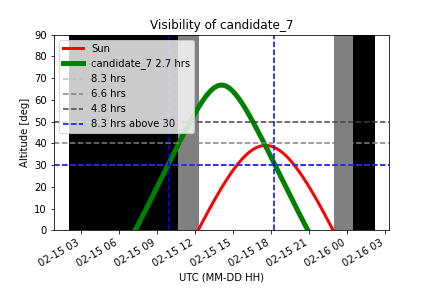 Visibility of candidate_7
Sun
candidate_7 2.7 hrs
8.3 hrs
6.6 hrs
4.8 hrs
8.3 hrs above 30
Altitude [deg]
90
80
70
60
50
40
30
20
10
0
02-15 03
02-15 06
02-15 09
02-15 12
02-15 15
02-15 18
02-15 21
02-16 00
02-16 03
UTC (MM-DD HH)